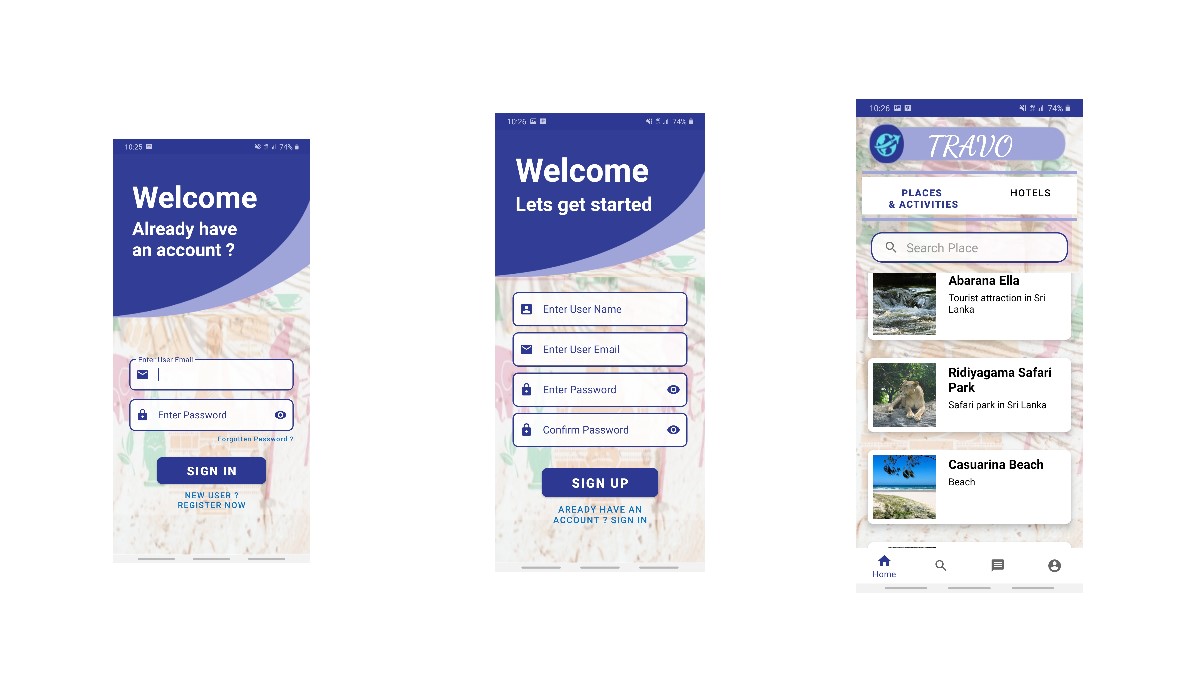 10:25
74%
Welcome
Already have
an account ?
Enter User Email
Enter Password
Forgotten Password ?
SIGN IN
NEW USER ?
REGISTER NOW
10:26
74%
Welcome
Lets get started
Enter User Name
Enter User Email
Enter Password
Confirm Password
SIGN UP
AREADY HAVE AN
ACCOUNT ? SIGN IN
10:26
74%
TRAVO
PLACES
& ACTIVITIES
HOTELS
Search Place
Abarana Ella
Tourist attraction in Sri
Lanka
Ridiyagama Safari
Park
Safari park in Sri Lanka
Casuarina Beach
Beach
Home